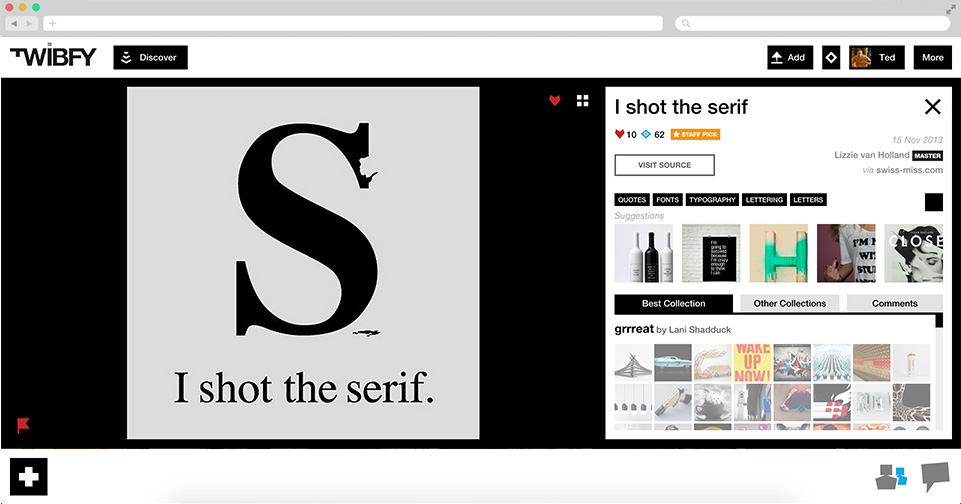 TWiBFY
Discover
Add
Ted
More
S
I shot the serif.
I shot the serif
10
62
STAFF PICK
15 Nov 2013
Lizzie van Holland MASTER
via swiss-miss.com
VISIT SOURCE
QUOTES FONTS TYPOGRAPHY LETTERING LETTERS
Suggestions
I'm
going to
succeed
because
I'm crazy
enough
to think
I can
H
I'M
WIT
STU
CLOSE
Best Collection
Other Collections
Comments
grrreat by Lani Shadduck
WAKE
UP
NOW!